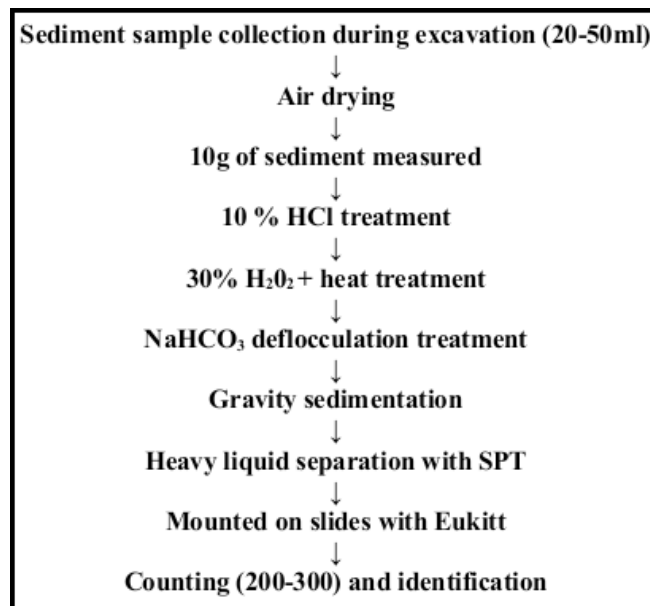 Sediment sample collection during excavation (20-50ml)
↓
Air drying
↓
10g of sediment measured
↓
10 % HCl treatment
↓
30% H₂0₂ + heat treatment
↓
NaHCO₃ deflocculation treatment
↓
Gravity sedimentation
↓
Heavy liquid separation with SPT
↓
Mounted on slides with Eukitt
↓
Counting (200-300) and identification